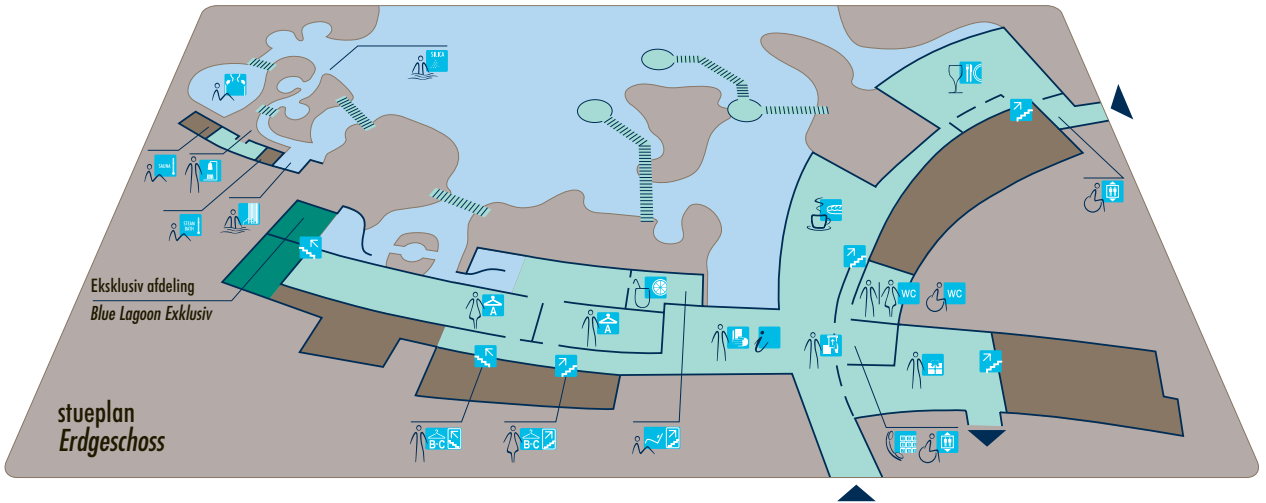 SILICA
SAUNA
STEAM
BATH
WC
WC
Eksklusiv afdeling
Blue Lagoon Exklusiv
A
A
i
stueplan
Erdgeschoss
B·C
B·C